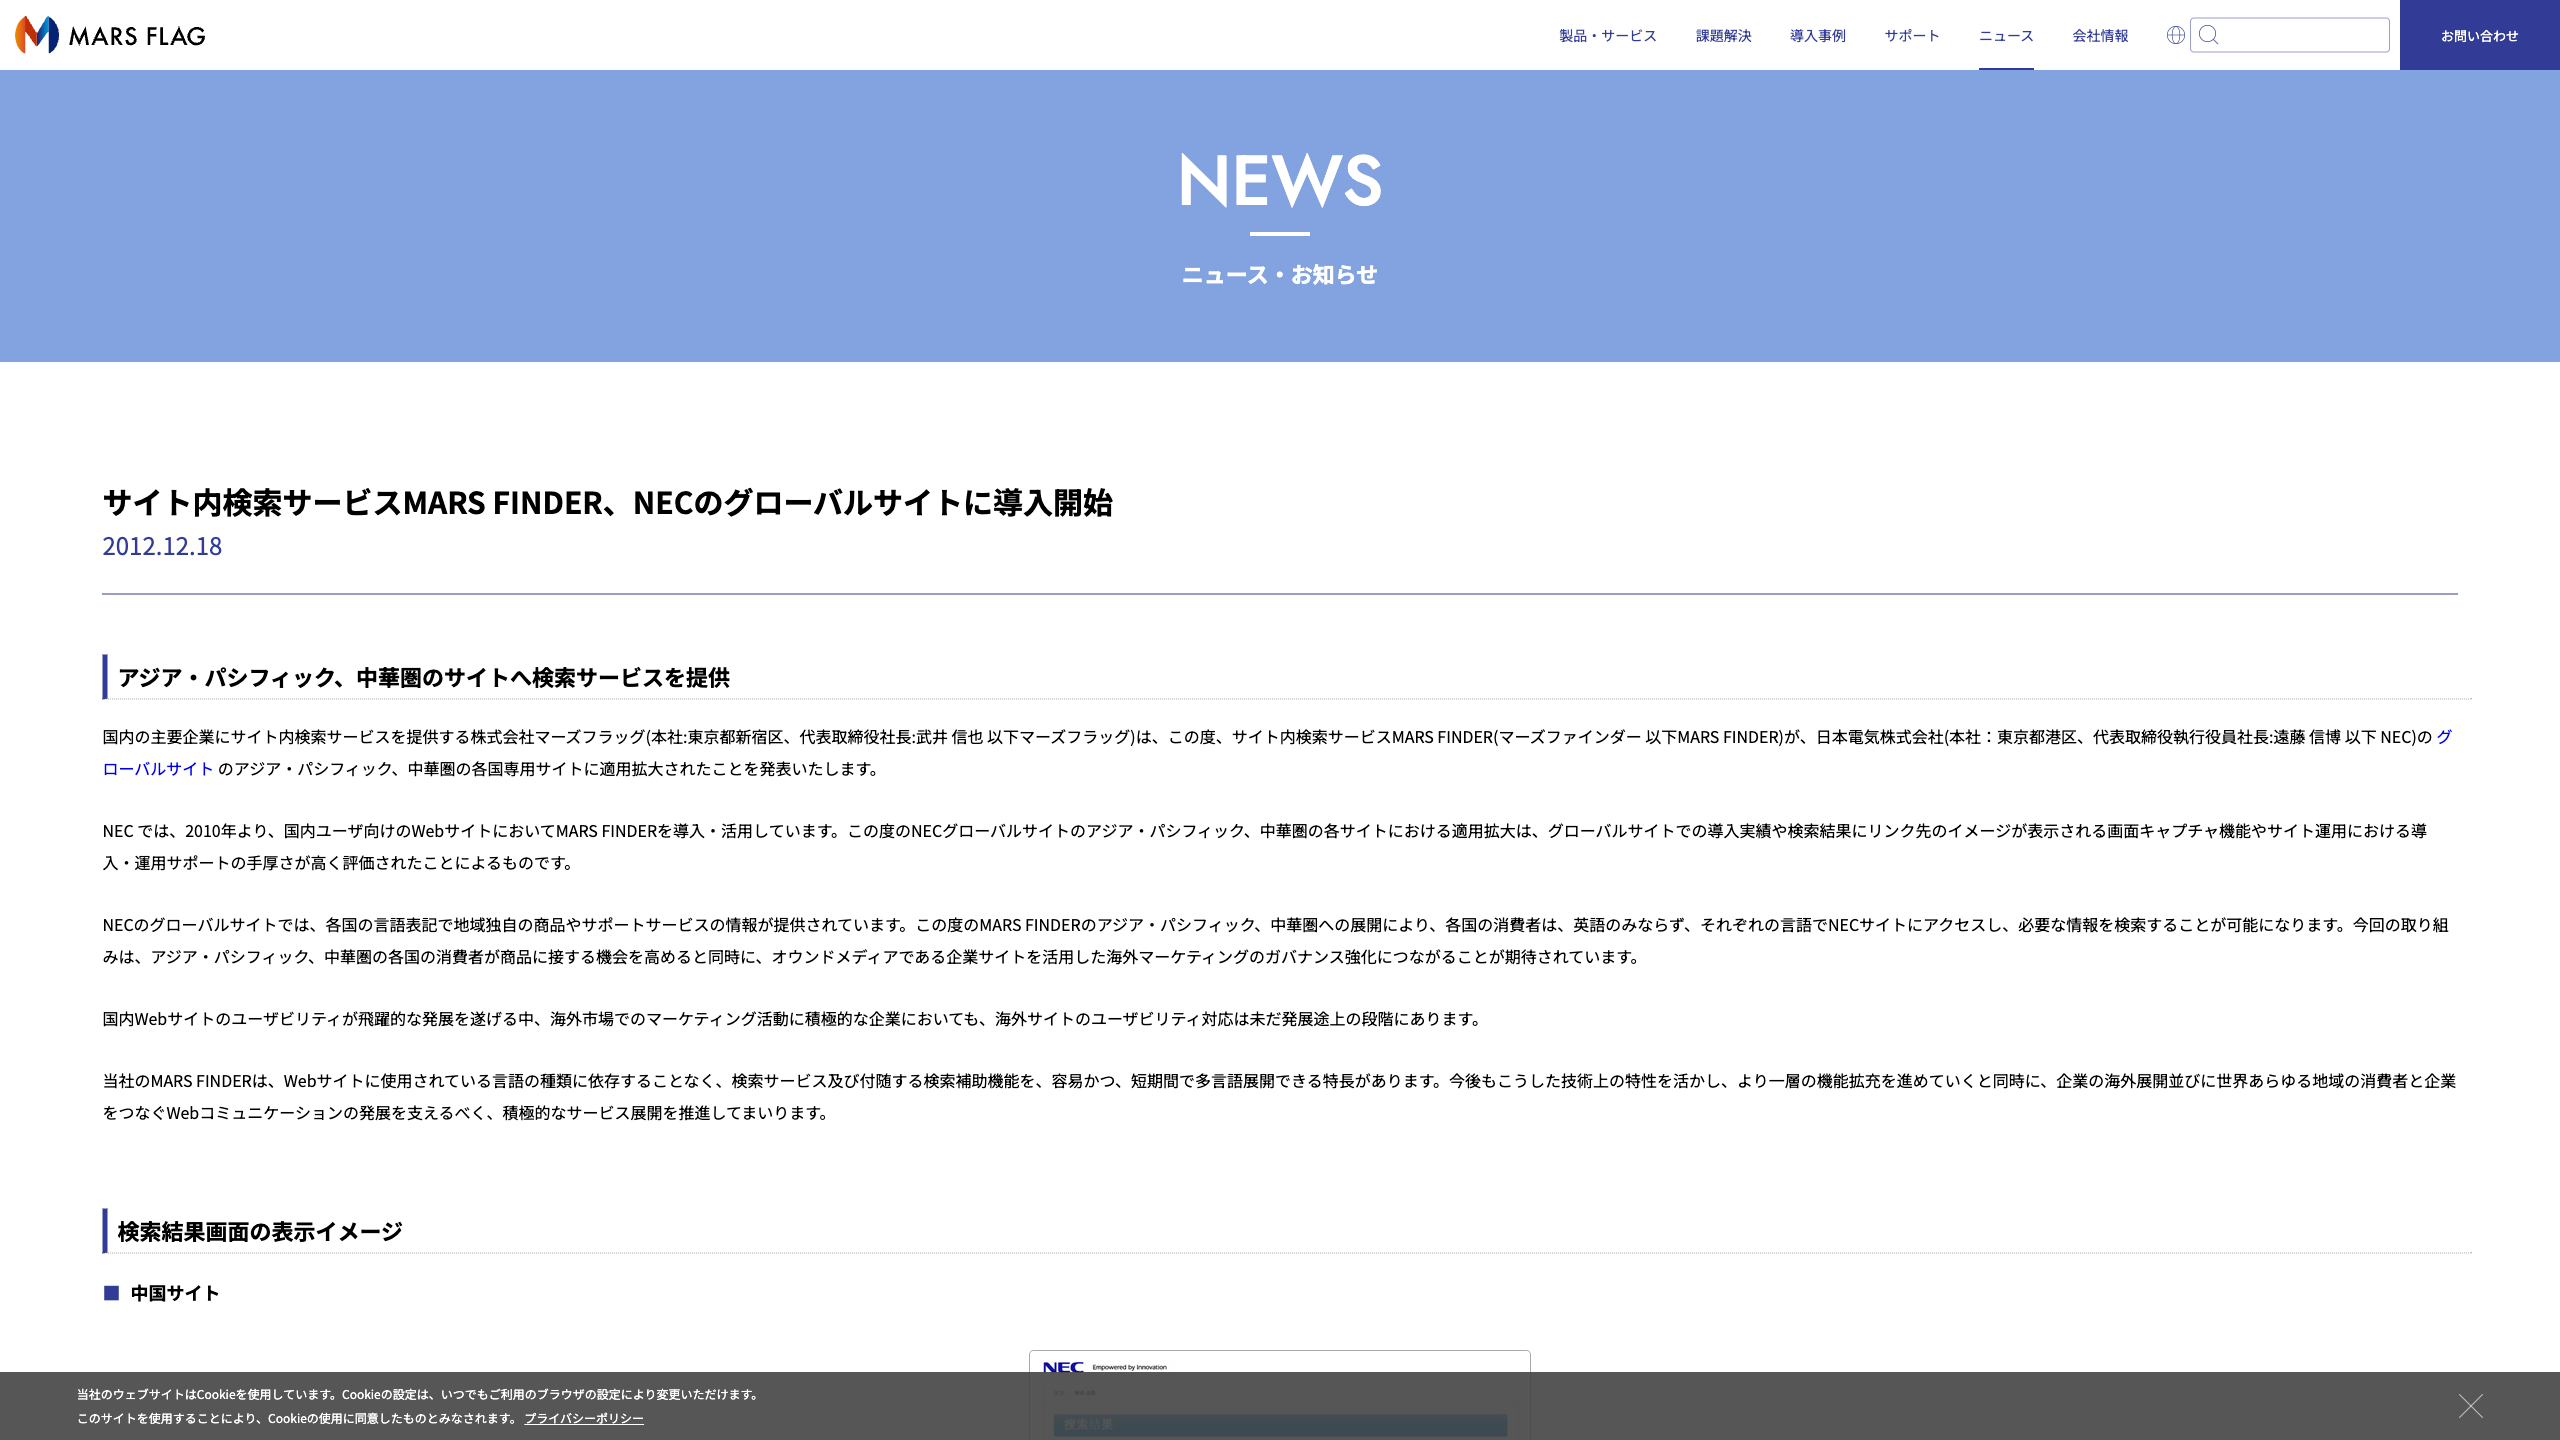 MARS FLAG
製品・サービス 課題解決 導入事例 サポート ニュース 会社情報 お問い合わせ
NEWS
ニュース・お知らせ
サイト内検索サービスMARS FINDER、NECのグローバルサイトに導入開始
2012.12.18
アジア・パシフィック、中華圏のサイトへ検索サービスを提供
国内の主要企業にサイト内検索サービスを提供する株式会社マーズフラッグ(本社:東京都新宿区、代表取締役社長:武井 信也 以下マーズフラッグ)は、この度、サイト内検索サービスMARS FINDER(マーズファインダー 以下MARS FINDER)が、日本電気株式会社(本社：東京都港区、代表取締役執行役員社長:遠藤 信博 以下 NEC)の グ
ローバルサイト のアジア・パシフィック、中華圏の各国専用サイトに適用拡大されたことを発表いたします。
NEC では、2010年より、国内ユーザ向けのWebサイトにおいてMARS FINDERを導入・活用しています。この度のNECグローバルサイトのアジア・パシフィック、中華圏の各サイトにおける適用拡大は、グローバルサイトでの導入実績や検索結果にリンク先のイメージが表示される画面キャプチャ機能やサイト運用における導
入・運用サポートの手厚さが高く評価されたことによるものです。
NECのグローバルサイトでは、各国の言語表記で地域独自の商品やサポートサービスの情報が提供されています。この度のMARS FINDERのアジア・パシフィック、中華圏への展開により、各国の消費者は、英語のみならず、それぞれの言語でNECサイトにアクセスし、必要な情報を検索することが可能になります。今回の取り組
みは、アジア・パシフィック、中華圏の各国の消費者が商品に接する機会を高めると同時に、オウンドメディアである企業サイトを活用した海外マーケティングのガバナンス強化につながることが期待されています。
国内Webサイトのユーザビリティが飛躍的な発展を遂げる中、海外市場でのマーケティング活動に積極的な企業においても、海外サイトのユーザビリティ対応は未だ発展途上の段階にあります。
当社のMARS FINDERは、Webサイトに使用されている言語の種類に依存することなく、検索サービス及び付随する検索補助機能を、容易かつ、短期間で多言語展開できる特長があります。今後もこうした技術上の特性を活かし、より一層の機能拡充を進めていくと同時に、企業の海外展開並びに世界あらゆる地域の消費者と企業
をつなぐWebコミュニケーションの発展を支えるべく、積極的なサービス展開を推進してまいります。
検索結果画面の表示イメージ
■ 中国サイト
NEC Empowered by Innovation
当社のウェブサイトはCookieを使用しています。Cookieの設定は、いつでもご利用のブラウザの設定により変更いただけます。
このサイトを使用することにより、Cookieの使用に同意したものとみなされます。 プライバシーポリシー